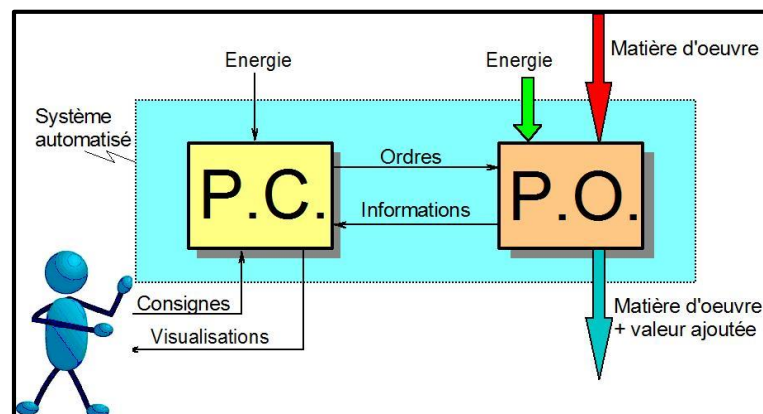 Energie
Energie
Matière d'oeuvre
Système
automatisé
Ordres
P.C.
P.O.
Informations
Consignes
Visualisations
Matière d'oeuvre
+ valeur ajoutée